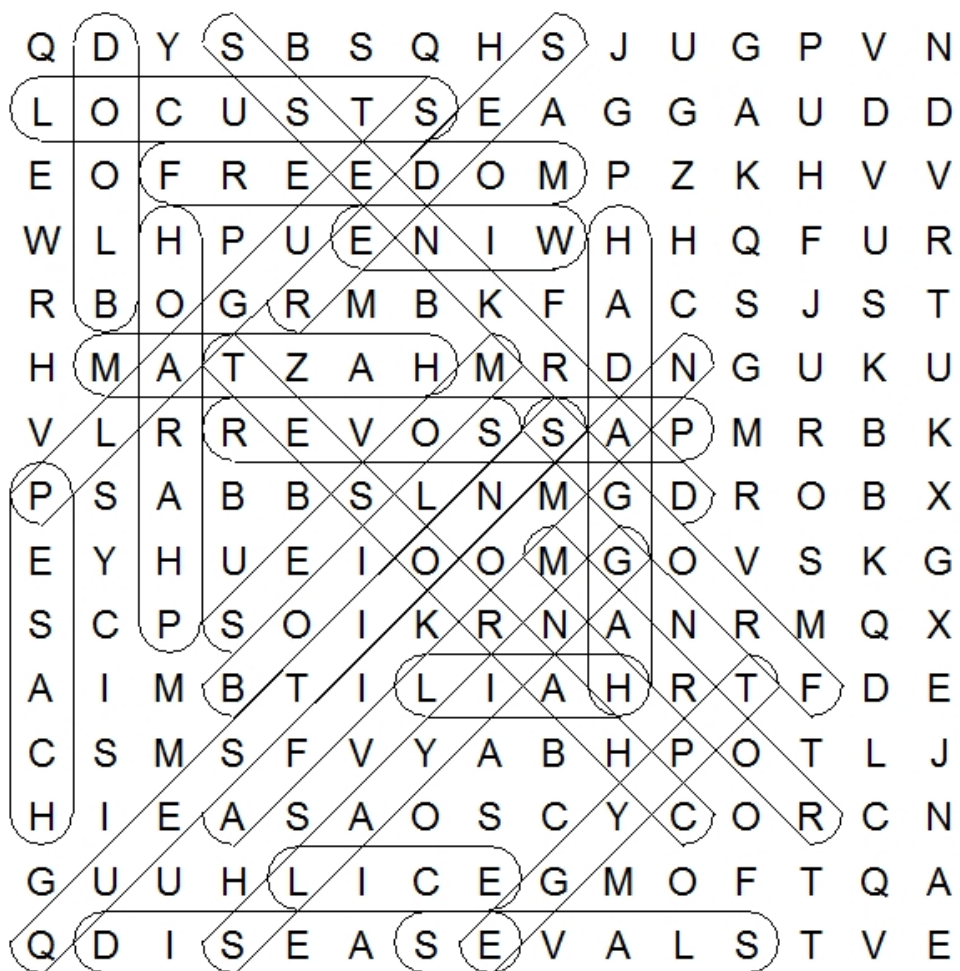 Q D Y S B S Q H S J U G P V N
L O C U S T S E A G G A U D D
E O F R E E D O M P Z K H V V
W L H P U E N I W H H Q F U R
R B O G R M B K F A C S J S T
H M A T Z A H M R D N G U K U
V L R R E V O S S A P M R B K
P S A B B S L N M G D R O B X
E Y H U E I O O M G O V S K G
S C P S O I K R N A N R M Q X
A I M B T I L I A H R T F D E
C S M S F V Y A B H P O T L J
H I E A S A O S C Y C O R C N
G U U H L I C E G M O F T Q A
Q D I S E A S E V A L S T V E